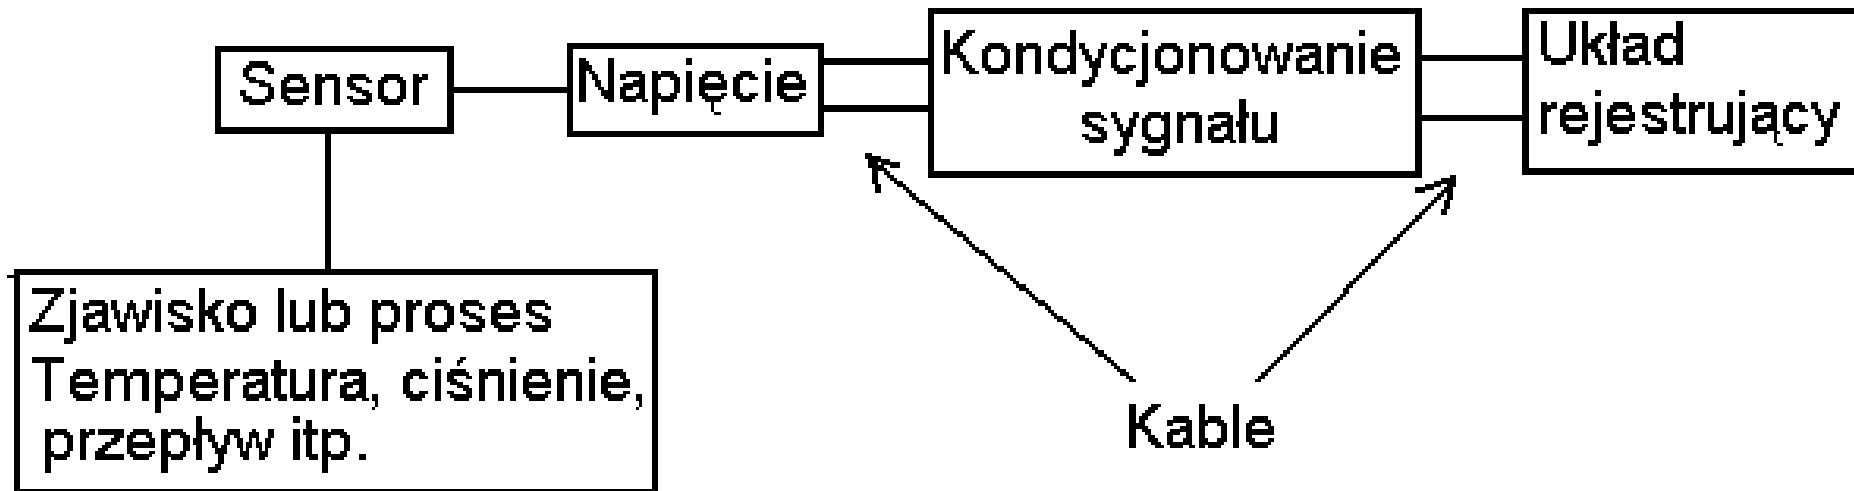 Sensor
Napięcie
Kondycjonowanie
sygnału
Układ
rejestrujący
Zjawisko lub proses
Temperatura, ciśnienie,
przepływ itp.
Kable